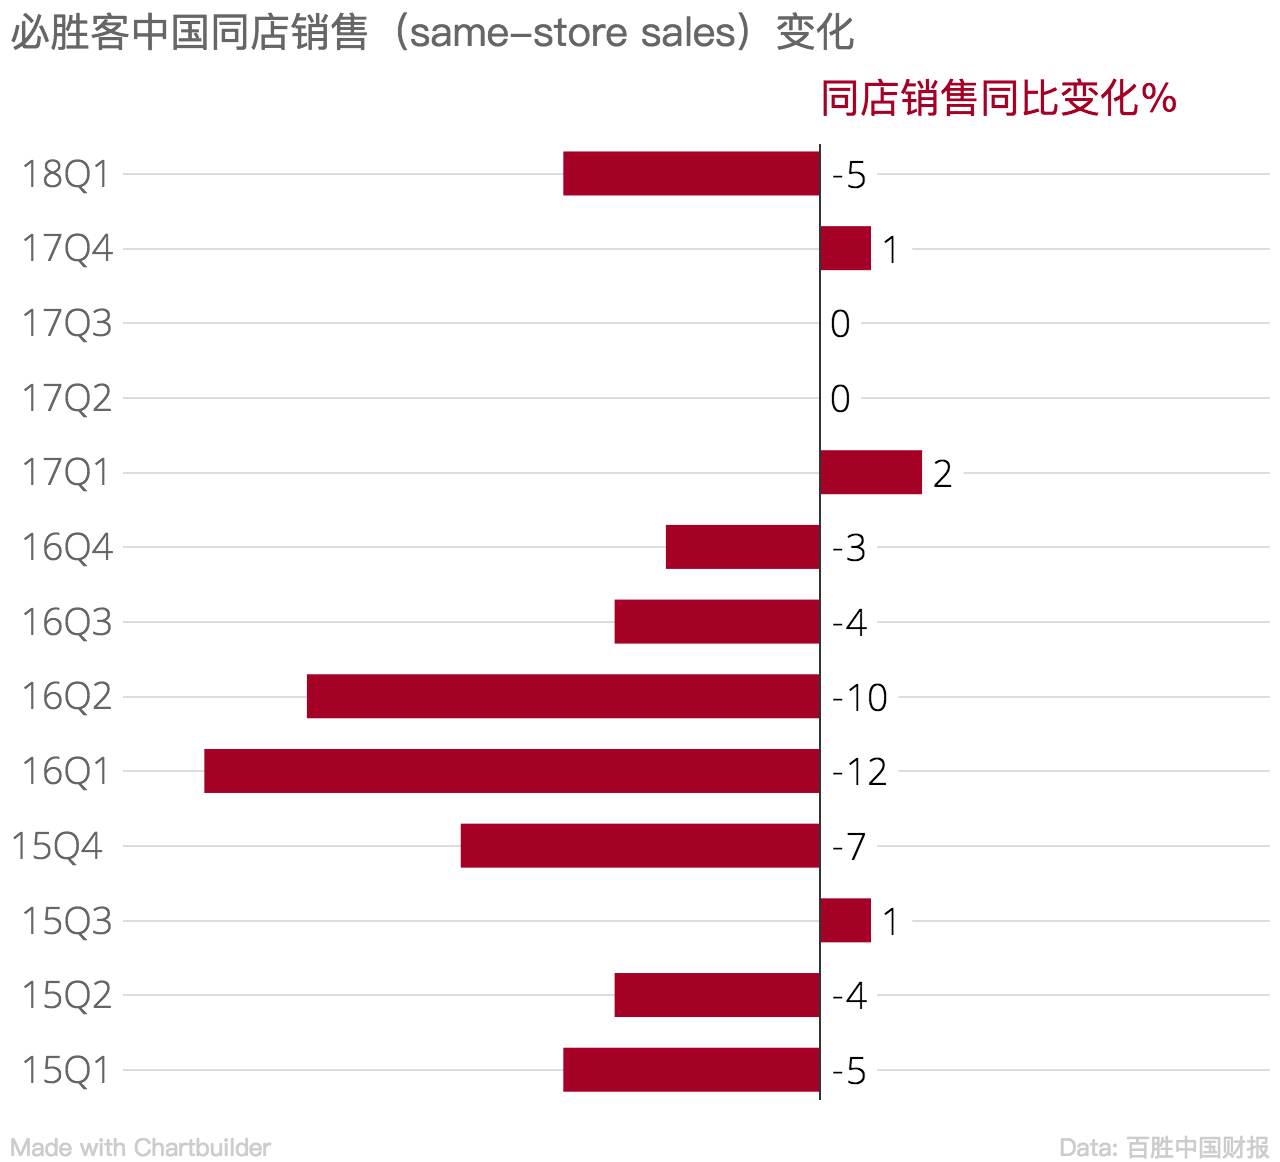 必胜客中国同店销售（same–store sales）变化
同店销售同比变化%
18Q1 -5
17Q4 1
17Q3 0
17Q2 0
17Q1 2
16Q4 -3
16Q3 -4
16Q2 -10
16Q1 -12
15Q4 -7
15Q3 1
15Q2 -4
15Q1 -5
Made with Chartbuilder
Data: 百胜中国财报